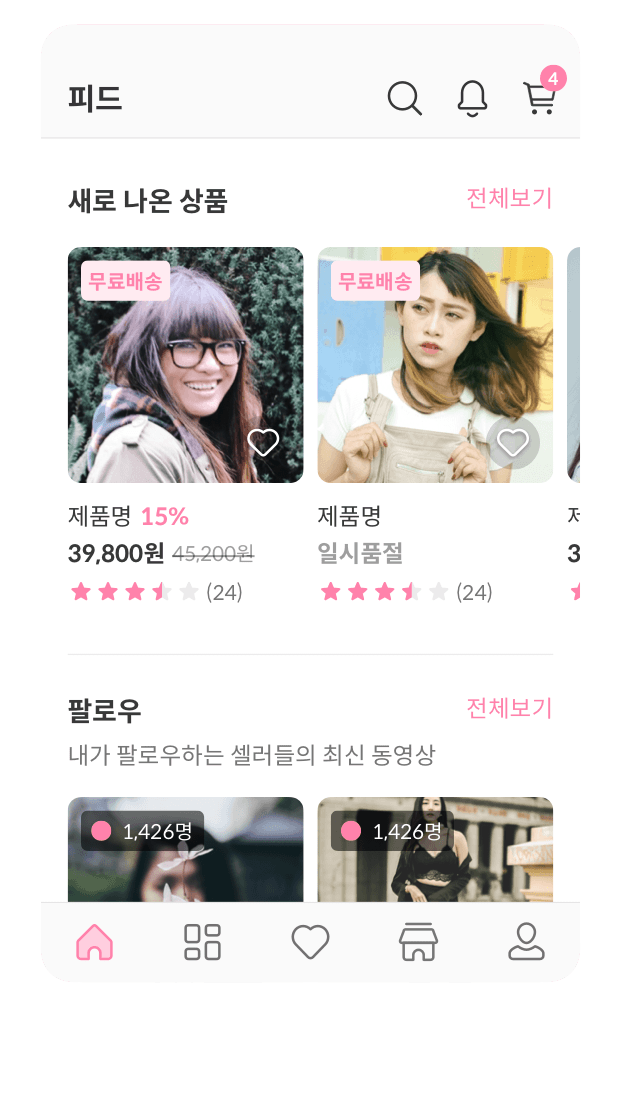 피드
4
새로 나온 상품 전체보기
무료배송 무료배송
제품명 15% 제품명
39,800원 45,200원 일시품절 3
(24) (24)
팔로우 전체보기
내가 팔로우하는 셀러들의 최신 동영상
1,426명 1,426명